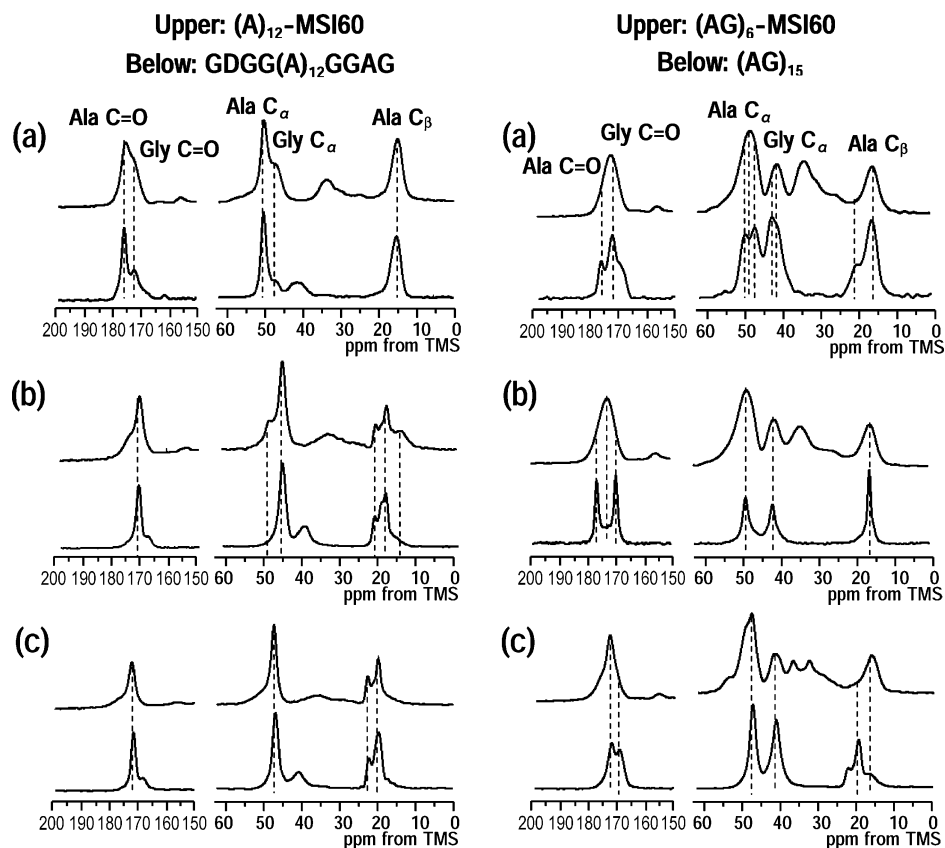 Upper: (A)₁₂-MSI60
Below: GDGG(A)₁₂GGAG
(a)
Ala C=O
Gly C=O
Ala Cα
Gly Cα
Ala Cβ
200 190 180 170 160 150
60 50 40 30 20 10 0
ppm from TMS
(b)
200 190 180 170 160 150
60 50 40 30 20 10 0
ppm from TMS
(c)
200 190 180 170 160 150
60 50 40 30 20 10 0
ppm from TMS
Upper: (AG)₆-MSI60
Below: (AG)₁₅
(a)
Ala C=O
Gly C=O
Ala Cα
Gly Cα
Ala Cβ
200 190 180 170 160 150
60 50 40 30 20 10 0
ppm from TMS
(b)
200 190 180 170 160 150
60 50 40 30 20 10 0
ppm from TMS
(c)
200 190 180 170 160 150
60 50 40 30 20 10 0
ppm from TMS